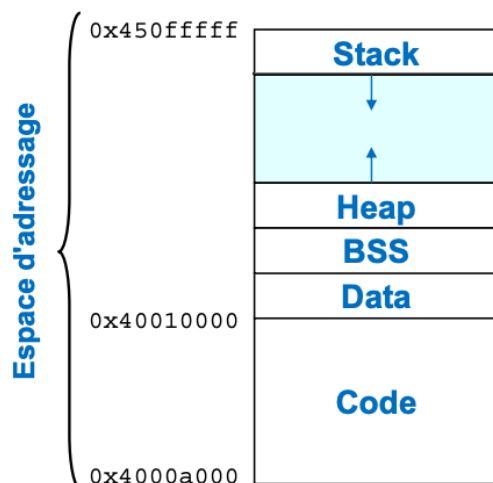 0x450fffff
Stack
Espace d'adressage
Heap
BSS
Data
0x40010000
Code
0x4000a000